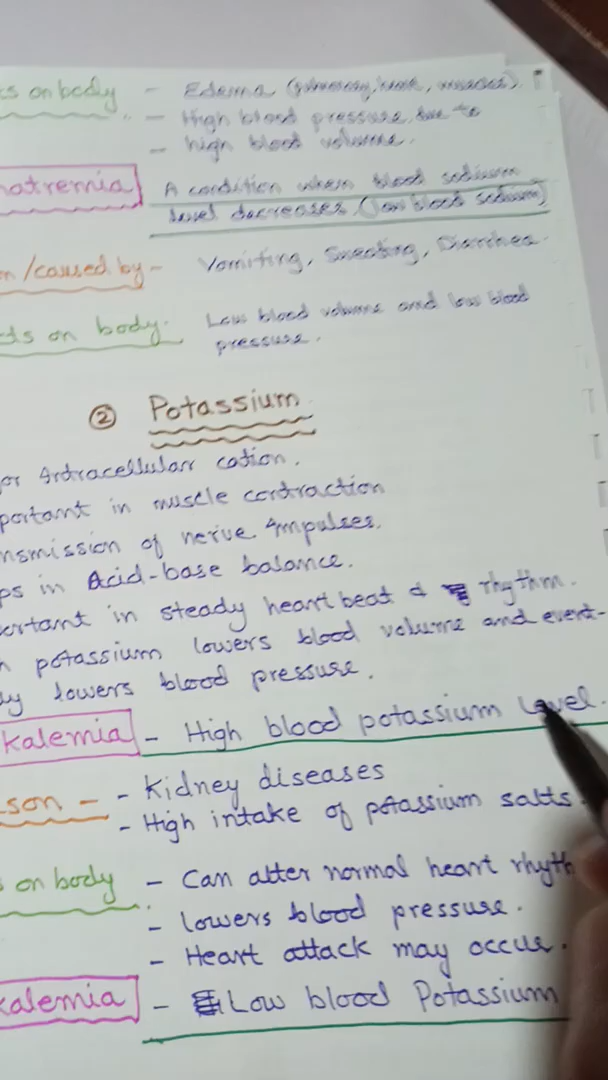 ts on body - Edema (pulmonary, , muscles).
- High blood pressure, due to
- high blood volume.
natremia A condition when blood sodium
level decreases, (low blood sodium)
n/caused by - Vomiting, Sweating, Diarrhea.
ts on body. Low blood volume and low blood
pressure.
② Potassium
or Intracellular cation.
portant in muscle contraction
nsmission of nerve Impulses.
ps in Acid-base balance.
ortant in steady heart beat & rhythm.
h potassium lowers blood volume and event-
ly lowers blood pressure.
kalemia - High blood potassium level.
son - - Kidney diseases
- High intake of potassium salts.
s on body - Can alter normal heart rhyth
- lowers blood pressure.
- Heart attack may occur.
kalemia - Low blood Potassium